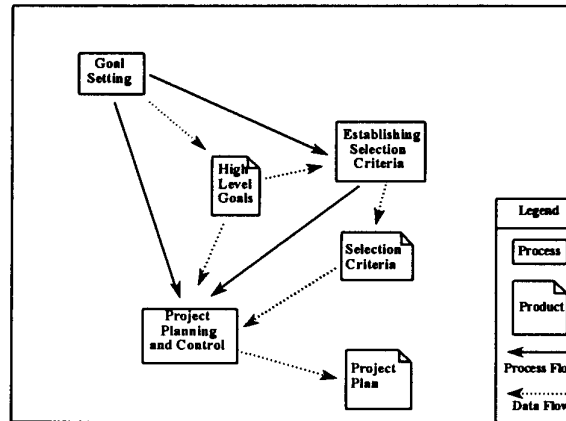 Goal
Setting
Establishing
Selection
Criteria
High
Level
Goals
Selection
Criteria
Project
Planning
and Control
Project
Plan
Legend
Process
Product
Process Flo
Data Flow